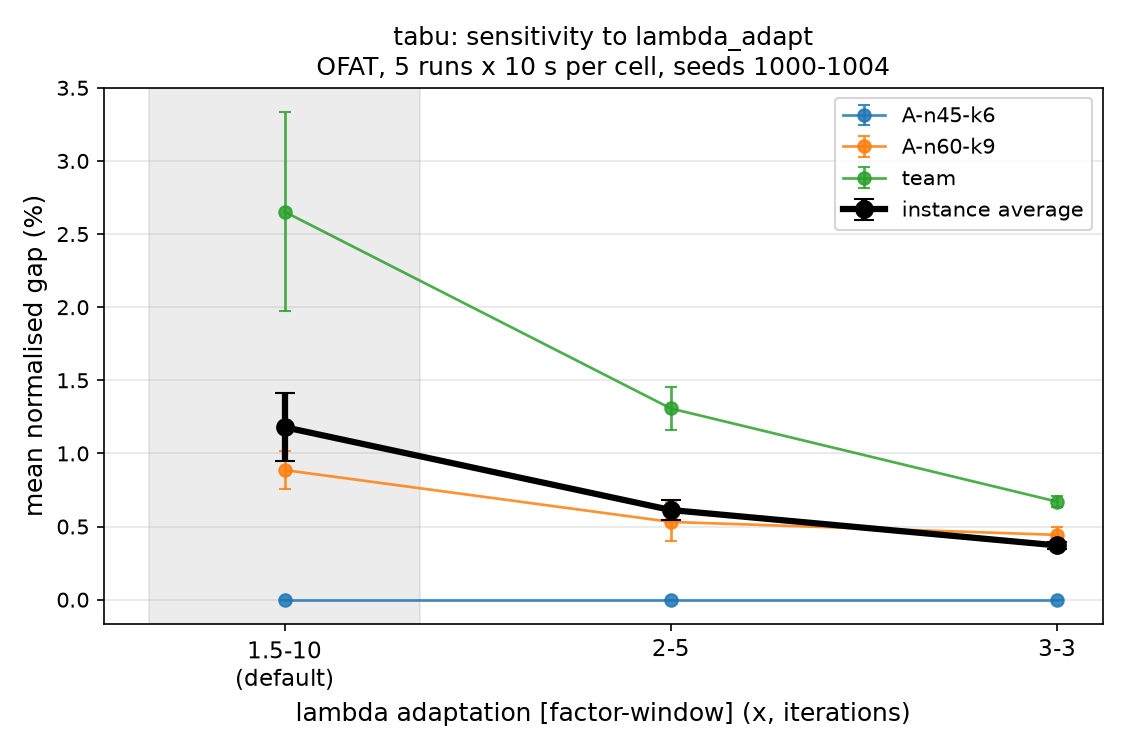 tabu: sensitivity to lambda_adapt
OFAT, 5 runs x 10 s per cell, seeds 1000-1004
mean normalised gap (%)
3.5
3.0
2.5
2.0
1.5
1.0
0.5
0.0
A-n45-k6
A-n60-k9
team
instance average
1.5-10
(default)
2-5
3-3
lambda adaptation [factor-window] (x, iterations)